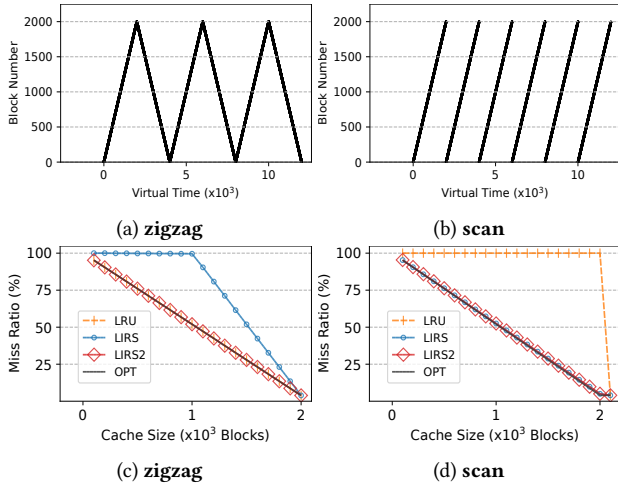 2000
1500
1000
500
0
Block Number
0
5
10
Virtual Time (x10³)
(a) zigzag
2000
1500
1000
500
0
Block Number
0
5
10
Virtual Time (x10³)
(b) scan
100
75
50
25
Miss Ratio (%)
LRU
LIRS
LIRS2
OPT
0
1
2
Cache Size (x10³ Blocks)
(c) zigzag
100
75
50
25
Miss Ratio (%)
LRU
LIRS
LIRS2
OPT
0
1
2
Cache Size (x10³ Blocks)
(d) scan